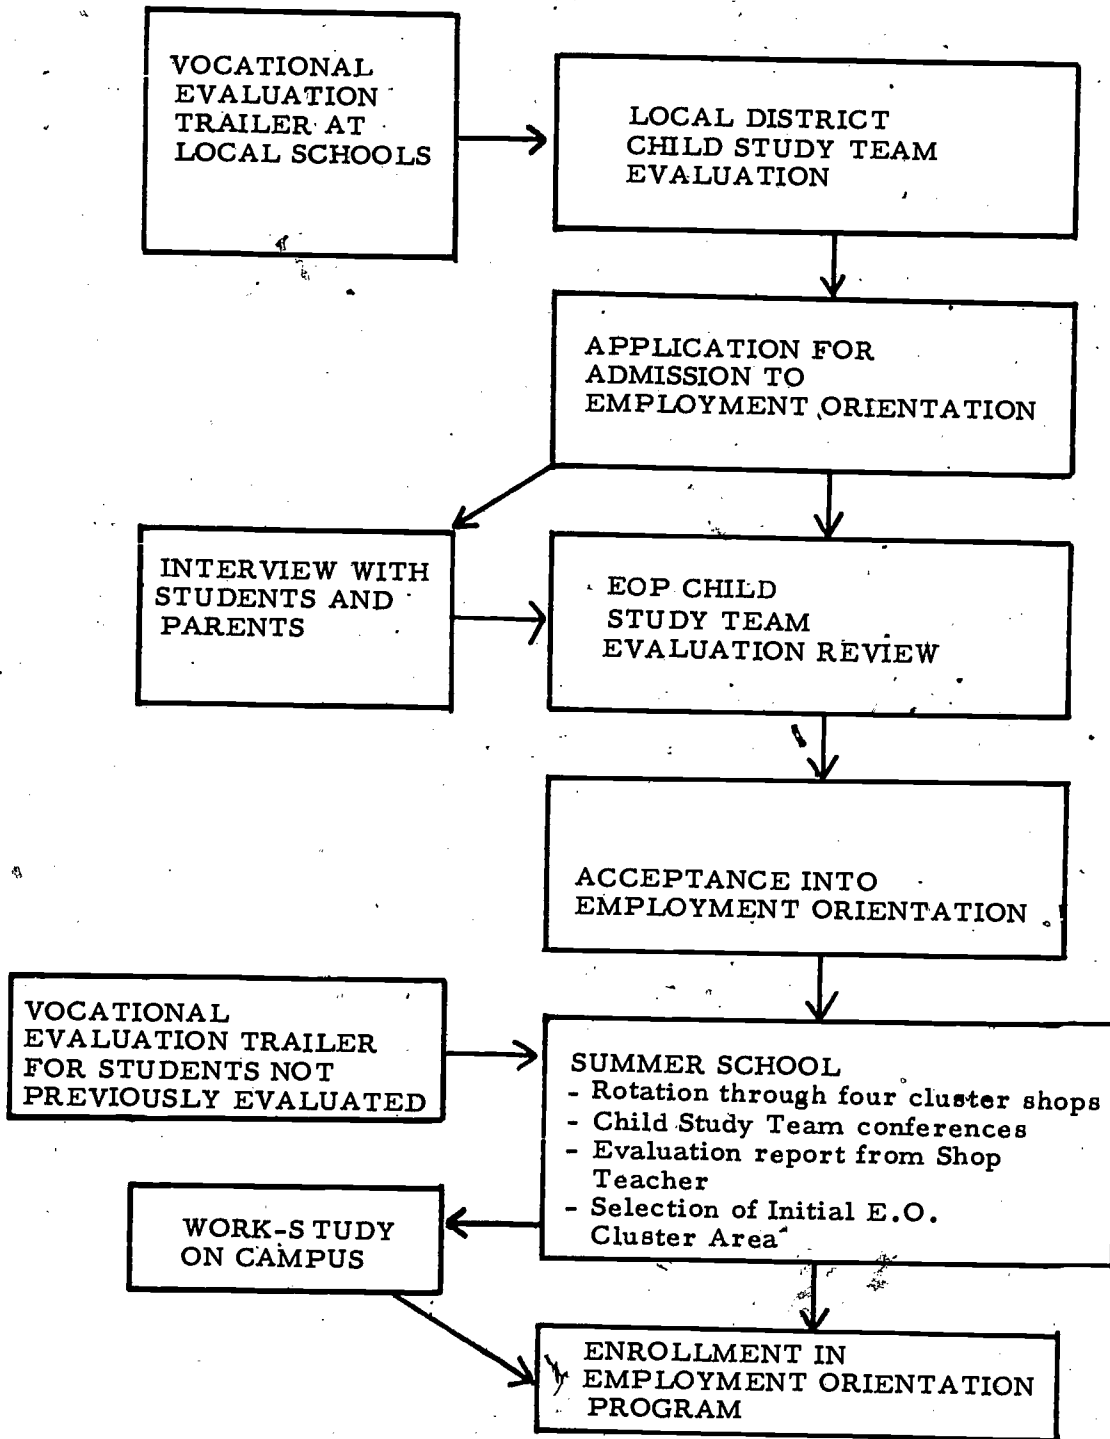 VOCATIONAL
EVALUATION
TRAILER AT
LOCAL SCHOOLS
LOCAL DISTRICT
CHILD STUDY TEAM
EVALUATION
APPLICATION FOR
ADMISSION TO
EMPLOYMENT ORIENTATION
INTERVIEW WITH
STUDENTS AND
PARENTS
EOP CHILD
STUDY TEAM
EVALUATION REVIEW
ACCEPTANCE INTO
EMPLOYMENT ORIENTATION
VOCATIONAL
EVALUATION TRAILER
FOR STUDENTS NOT
PREVIOUSLY EVALUATED
SUMMER SCHOOL
- Rotation through four cluster shops
- Child Study Team conferences
- Evaluation report from Shop
Teacher
- Selection of Initial E.O.
Cluster Area
WORK-STUDY
ON CAMPUS
ENROLLMENT IN
EMPLOYMENT ORIENTATION
PROGRAM